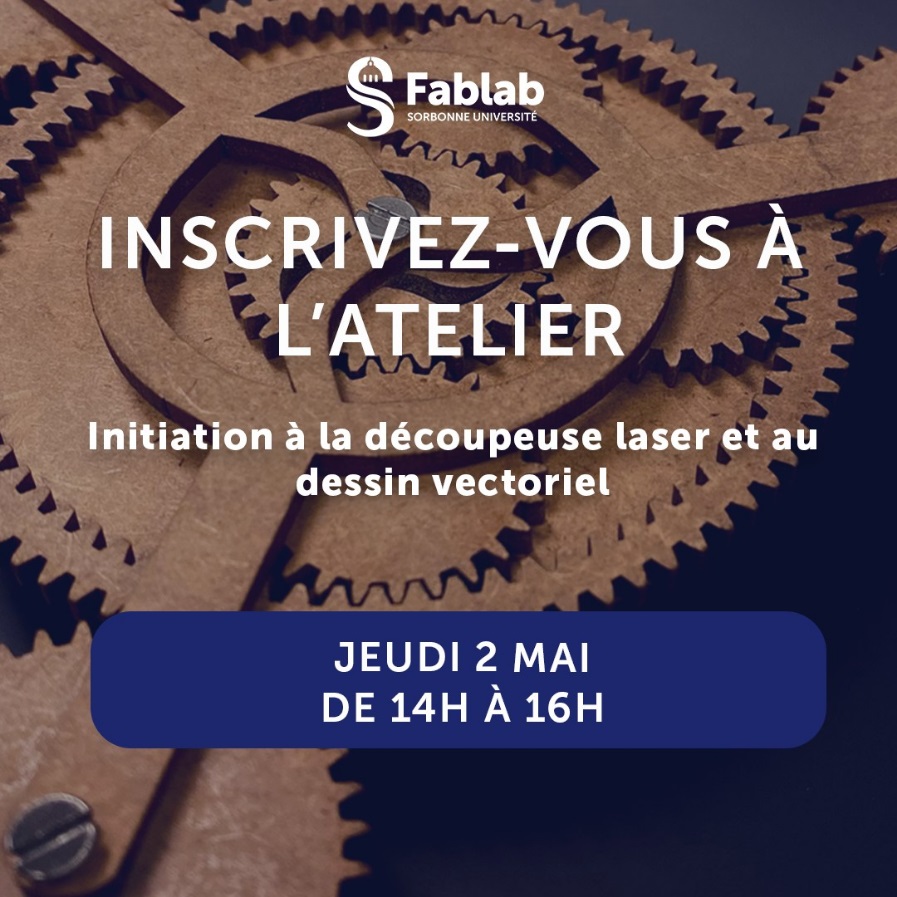 Fablab
SORBONNE UNIVERSITÉ
INSCRIVEZ-VOUS À
L'ATELIER
Initiation à la découpeuse laser et au
dessin vectoriel
JEUDI 2 MAI
DE 14H À 16H